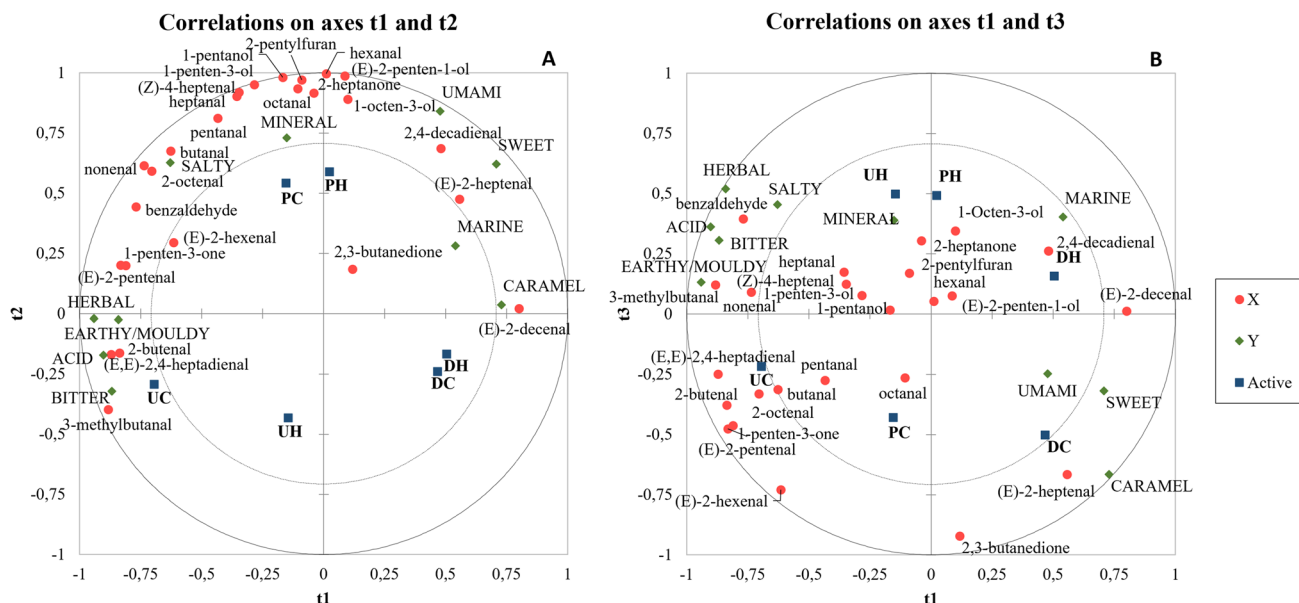 Correlations on axes t1 and t2
A
2-pentylfuran
hexanal
1-pentanol
(E)-2-penten-1-ol
1-penten-3-ol
2-heptanone
(Z)-4-heptenal
UMAMI
heptanal
octanal
1-octen-3-ol
pentanal
MINERAL
2,4-decadienal
SWEET
butanal
nonenal
SALTY
2-octenal
PH
(E)-2-heptenal
PC
benzaldehyde
MARINE
(E)-2-hexenal
2,3-butanedione
1-penten-3-one
(E)-2-pentenal
CARAMEL
HERBAL
(E)-2-decenal
EARTHY/MOULDY
2-butenal
ACID
(E,E)-2,4-heptadienal
DH
DC
BITTER
UC
3-methylbutanal
UH
1
0,75
0,5
0,25
0
-0,25
-0,5
-0,75
-1
t2
-1 -0,75 -0,5 -0,25 0 0,25 0,5 0,75 1
t1
Correlations on axes t1 and t3
B
HERBAL
UH
PH
SALTY
benzaldehyde
MARINE
ACID
MINERAL
1-Octen-3-ol
BITTER
2-heptanone
2,4-decadienal
DH
EARTHY/MOULDY
heptanal
2-pentylfuran
(Z)-4-heptenal
hexanal
3-methylbutanal
1-penten-3-ol
(E)-2-decenal
nonenal
1-pentanol
(E)-2-penten-1-ol
(E,E)-2,4-heptadienal
pentanal
UC
2-butenal
butanal
octanal
UMAMI
2-octenal
SWEET
1-penten-3-one
PC
(E)-2-pentenal
DC
(E)-2-hexenal
(E)-2-heptenal
CARAMEL
2,3-butanedione
1
0,75
0,5
0,25
0
-0,25
-0,5
-0,75
-1
t3
-1 -0,75 -0,5 -0,25 0 0,25 0,5 0,75 1
t1
X
Y
Active